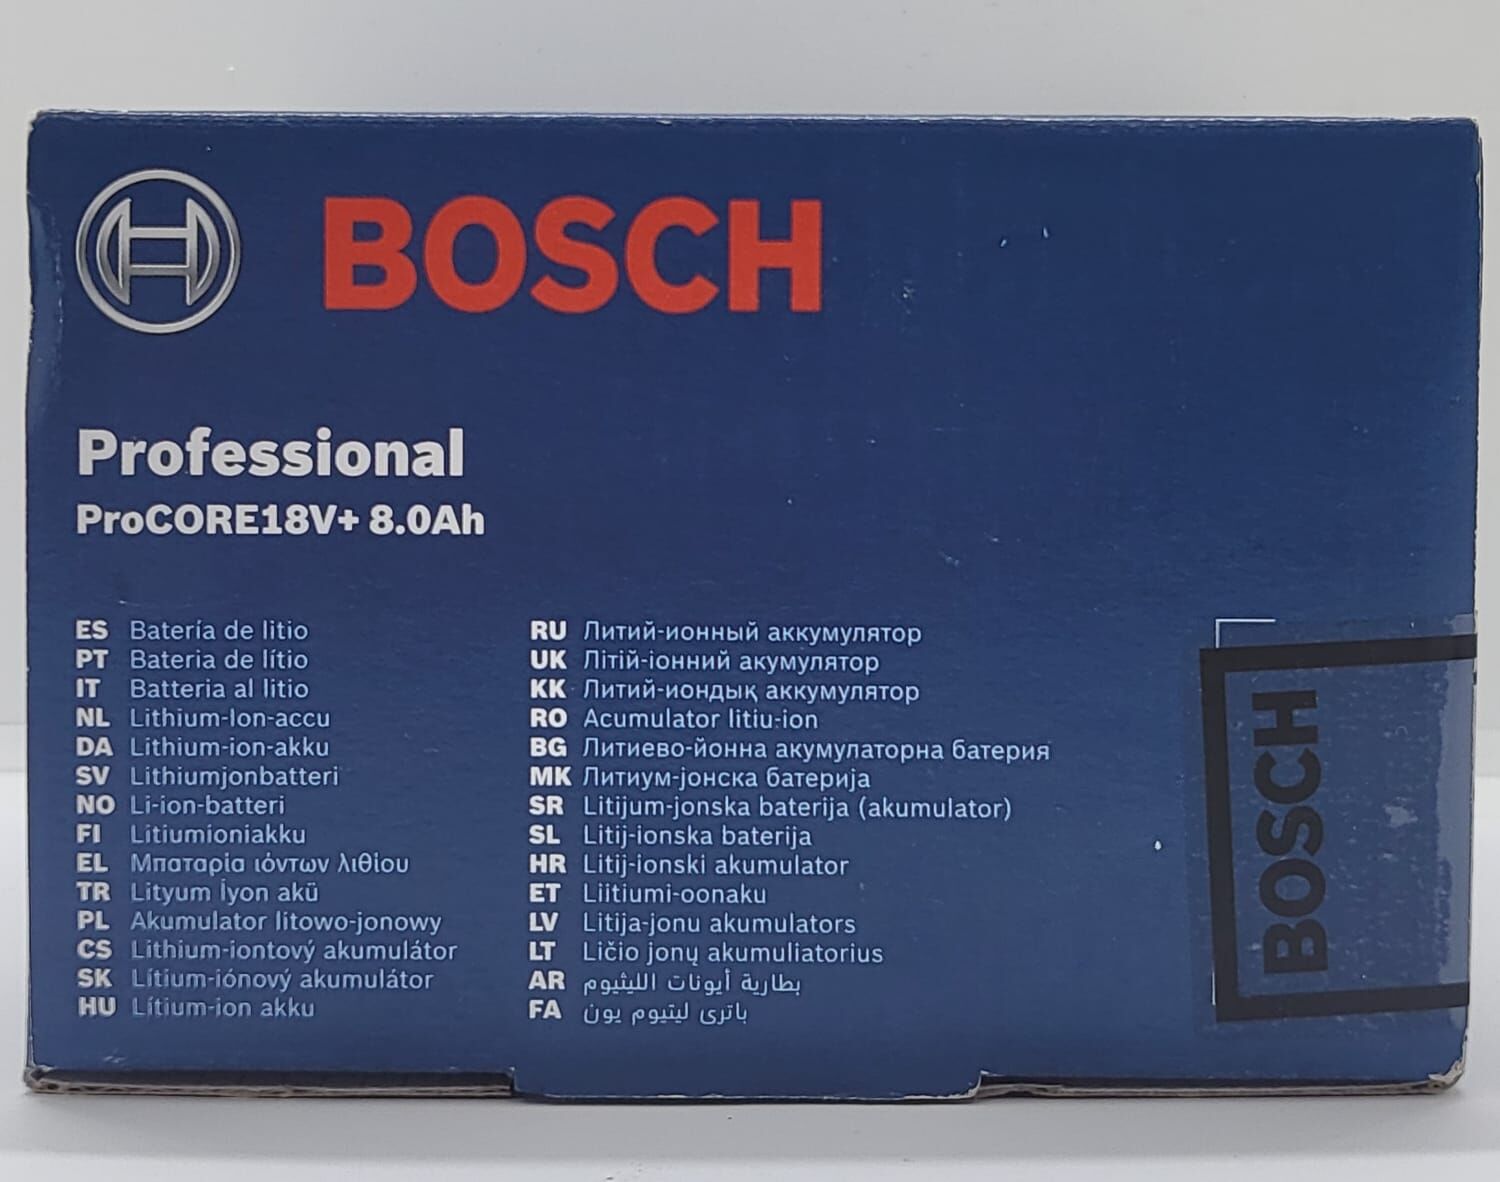 BOSCH
Professional
ProCORE18V+ 8.0Ah
ES Batería de litio
PT Bateria de lítio
IT Batteria al litio
NL Lithium-Ion-accu
DA Lithium-ion-akku
SV Lithiumjonbatteri
NO Li-ion-batteri
FI Litiumioniakku
EL Μπαταρία ιόντων λιθίου
TR Lityum İyon akü
PL Akumulator litowo-jonowy
CS Lithium-iontový akumulátor
SK Lítium-iónový akumulátor
HU Lítium-ion akku
RU Литий-ионный аккумулятор
UK Літій-іонний акумулятор
KK Литий-иондық аккумулятор
RO Acumulator litiu-ion
BG Литиево-йонна акумулаторна батерия
MK Литиум-јонска батерија
SR Litijum-jonska baterija (akumulator)
SL Litij-ionska baterija
HR Litij-ionski akumulator
ET Liitiumi-oonaku
LV Litija-jonu akumulators
LT Ličio jonų akumuliatorius
AR بطارية أيونات الليثيوم
FA باتری لیتیوم یون
BOSCH